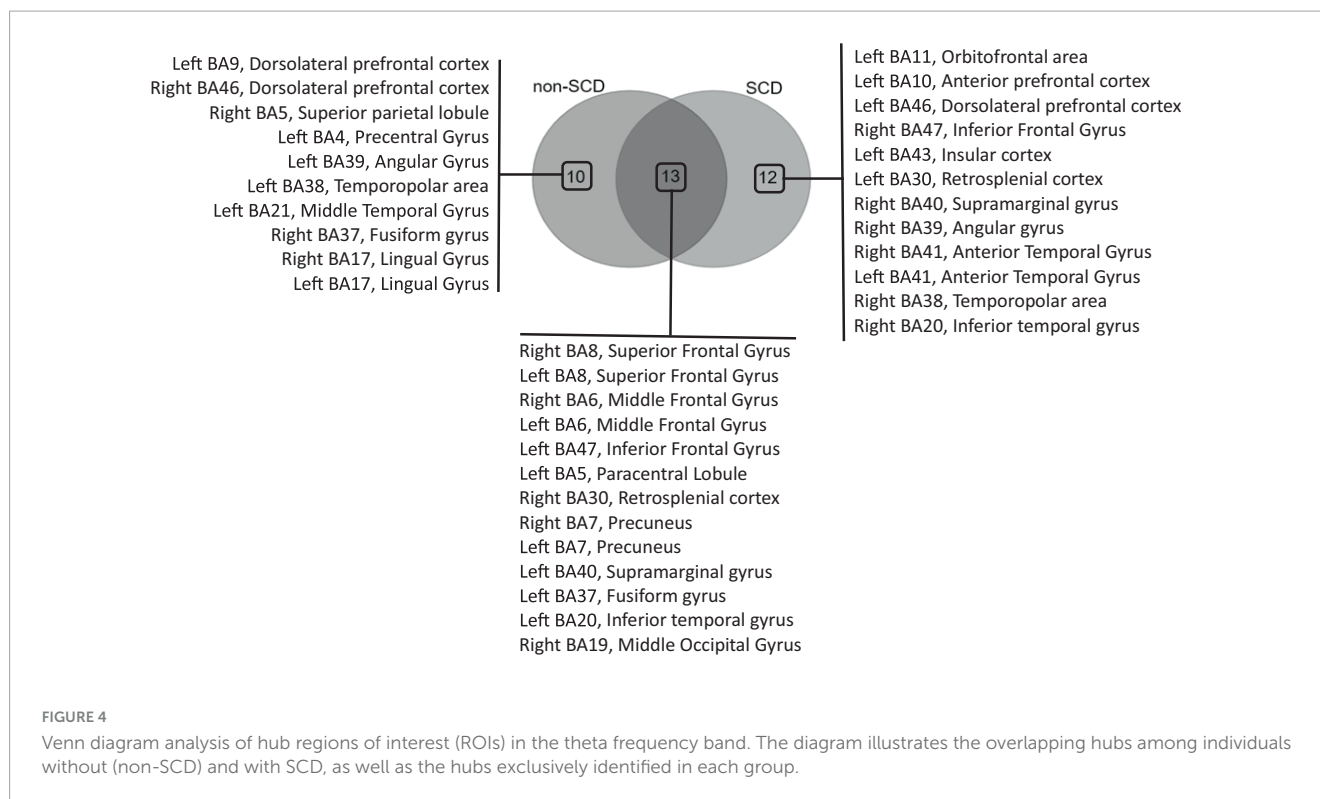 Left BA9, Dorsolateral prefrontal cortex
Right BA46, Dorsolateral prefrontal cortex
Right BA5, Superior parietal lobule
Left BA4, Precentral Gyrus
Left BA39, Angular Gyrus
Left BA38, Temporopolar area
Left BA21, Middle Temporal Gyrus
Right BA37, Fusiform gyrus
Right BA17, Lingual Gyrus
Left BA17, Lingual Gyrus
non-SCD
SCD
10
13
12
Left BA11, Orbitofrontal area
Left BA10, Anterior prefrontal cortex
Left BA46, Dorsolateral prefrontal cortex
Right BA47, Inferior Frontal Gyrus
Left BA43, Insular cortex
Left BA30, Retrosplenial cortex
Right BA40, Supramarginal gyrus
Right BA39, Angular gyrus
Right BA41, Anterior Temporal Gyrus
Left BA41, Anterior Temporal Gyrus
Right BA38, Temporopolar area
Right BA20, Inferior temporal gyrus
Right BA8, Superior Frontal Gyrus
Left BA8, Superior Frontal Gyrus
Right BA6, Middle Frontal Gyrus
Left BA6, Middle Frontal Gyrus
Left BA47, Inferior Frontal Gyrus
Left BA5, Paracentral Lobule
Right BA30, Retrosplenial cortex
Right BA7, Precuneus
Left BA7, Precuneus
Left BA40, Supramarginal gyrus
Left BA37, Fusiform gyrus
Left BA20, Inferior temporal gyrus
Right BA19, Middle Occipital Gyrus
FIGURE 4
Venn diagram analysis of hub regions of interest (ROIs) in the theta frequency band. The diagram illustrates the overlapping hubs among individuals
without (non-SCD) and with SCD, as well as the hubs exclusively identified in each group.